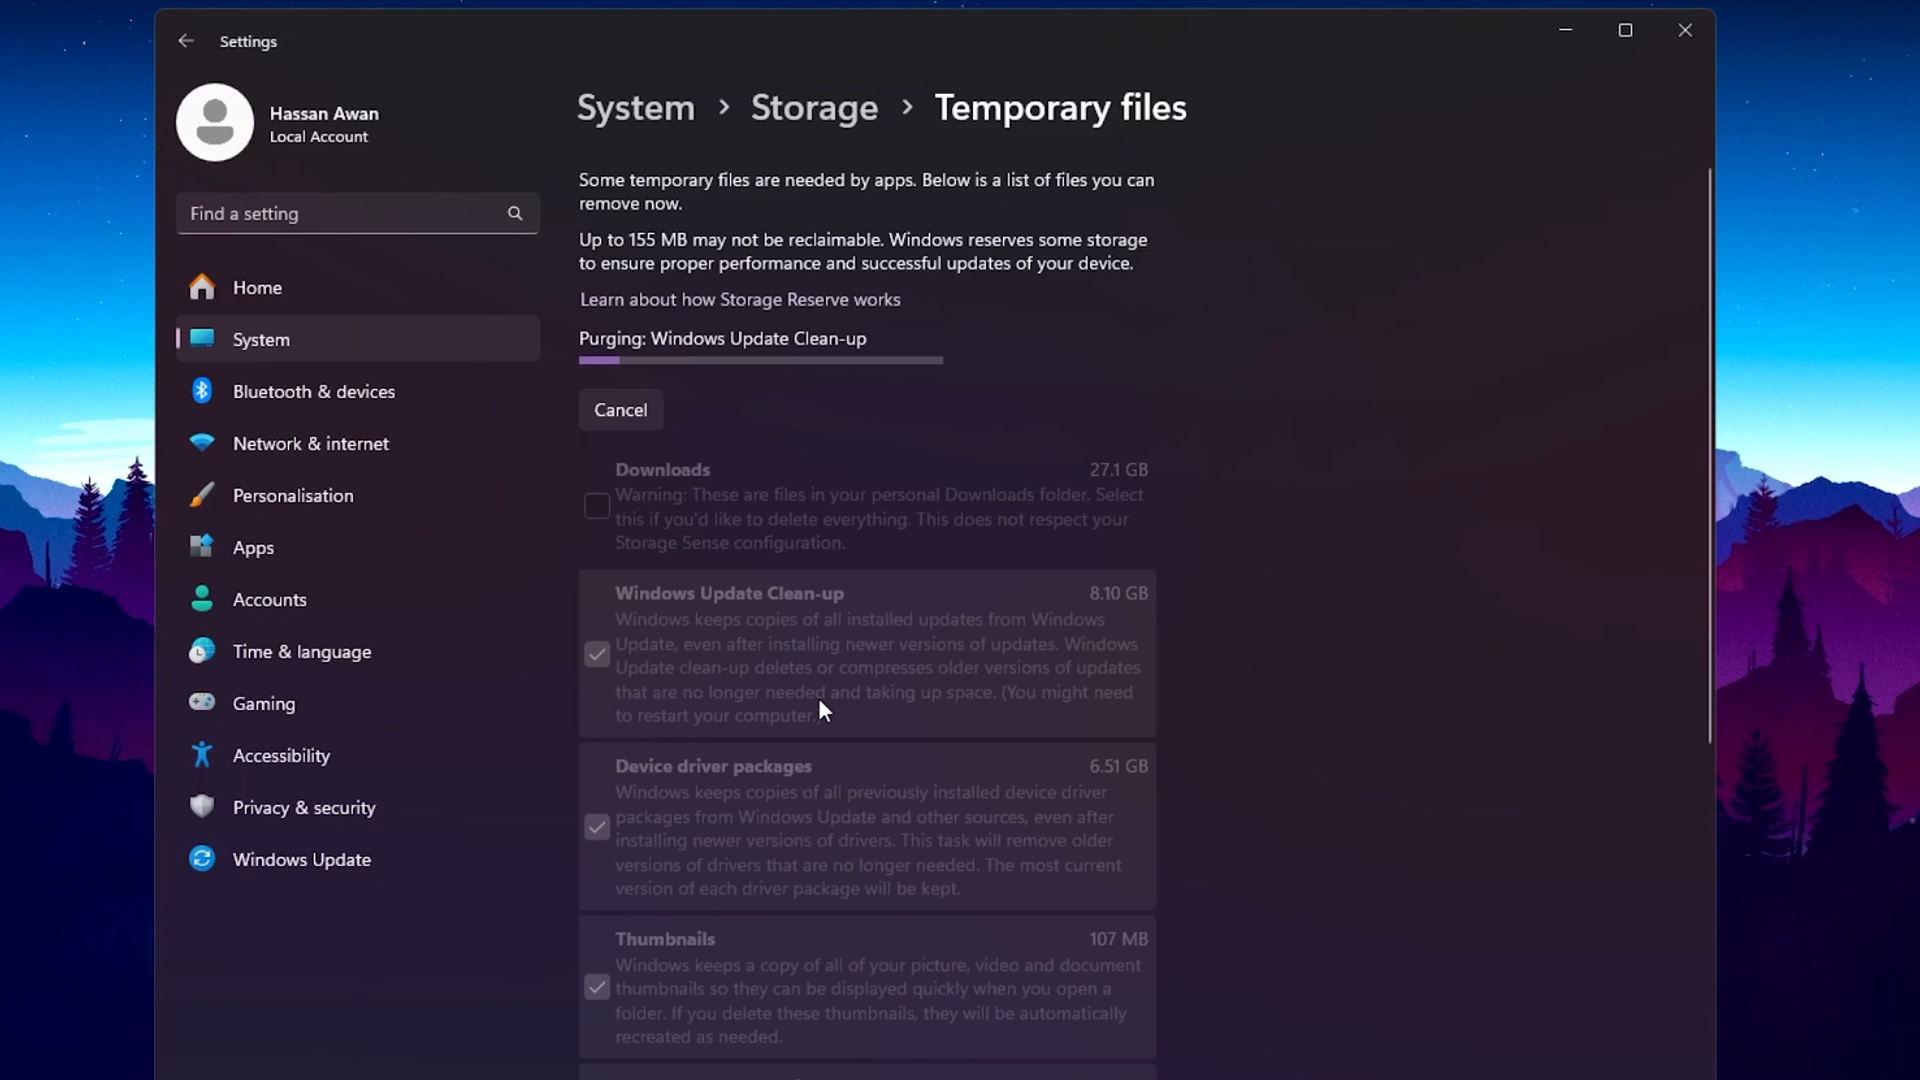 Settings
Hassan Awan
Local Account
Find a setting
Home
System
Bluetooth & devices
Network & internet
Personalisation
Apps
Accounts
Time & language
Gaming
Accessibility
Privacy & security
Windows Update
System > Storage > Temporary files
Some temporary files are needed by apps. Below is a list of files you can
remove now.
Up to 155 MB may not be reclaimable. Windows reserves some storage
to ensure proper performance and successful updates of your device.
Learn about how Storage Reserve works
Purging: Windows Update Clean-up
Cancel
Downloads 27.1 GB
Warning: These are files in your personal Downloads folder. Select
this if you'd like to delete everything. This does not respect your
Storage Sense configuration.
Windows Update Clean-up 8.10 GB
Windows keeps copies of all installed updates from Windows
Update, even after installing newer versions of updates. Windows
Update clean-up deletes or compresses older versions of updates
that are no longer needed and taking up space. (You might need
to restart your computer.)
Device driver packages 6.51 GB
Windows keeps copies of all previously installed device driver
packages from Windows Update and other sources, even after
installing newer versions of drivers. This task will remove older
versions of drivers that are no longer needed. The most current
version of each driver package will be kept.
Thumbnails 107 MB
Windows keeps a copy of all of your picture, video and document
thumbnails so they can be displayed quickly when you open a
folder. If you delete these thumbnails, they will be automatically
recreated as needed.